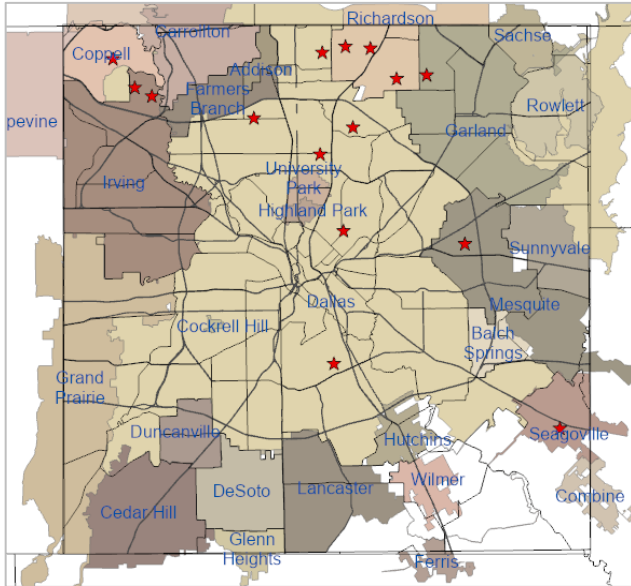 Richardson
Carrollton
Sachse
Coppell
Addison
Farmers
Branch
Rowlett
pevine
Garland
University
Park
Irving
Highland Park
Sunnyvale
Dallas
Mesquite
Cockrell Hill
Balch
Springs
Grand
Prairie
Duncanville
Hutchins
Seagoville
DeSoto
Lancaster
Wilmer
Combine
Cedar Hill
Glenn
Heights
Ferris